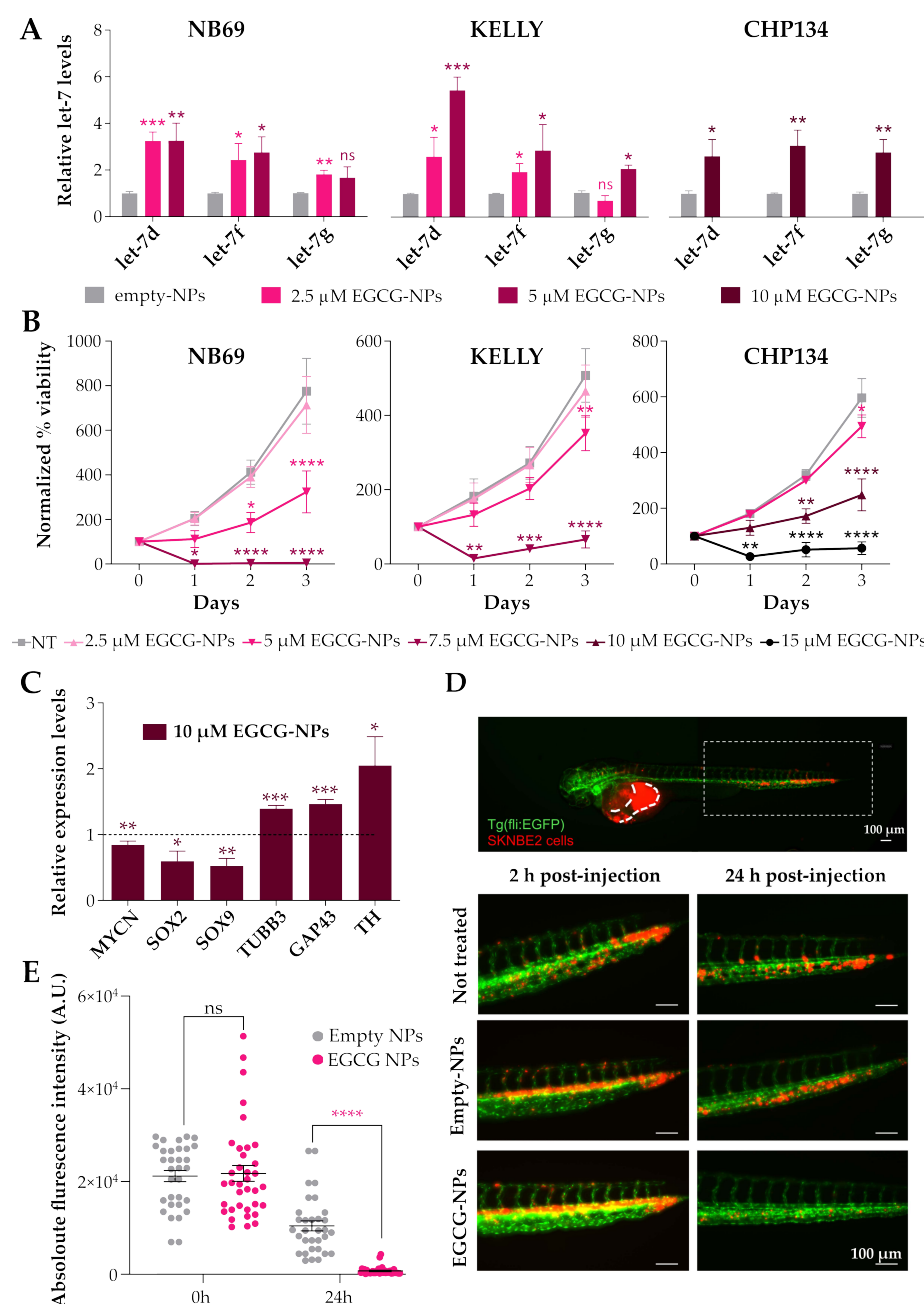 A
NB69
KELLY
CHP134
Relative let-7 levels
8
6
4
2
0
*** ** * * ** ns
* *** * * ns *
* ** **
let-7d let-7f let-7g
let-7d let-7f let-7g
let-7d let-7f let-7g
empty-NPs 2.5 µM EGCG-NPs 5 µM EGCG-NPs 10 µM EGCG-NPs
B
NB69
KELLY
CHP134
Normalized % viability
1000
800
600
400
200
0
* * **** **** ****
0 1 2 3
Days
600
400
200
0
** ** *** ****
0 1 2 3
Days
800
600
400
200
0
* ** **** ** **** ****
0 1 2 3
Days
NT 2.5 µM EGCG-NPs 5 µM EGCG-NPs 7.5 µM EGCG-NPs 10 µM EGCG-NPs 15 µM EGCG-NPs
C
Relative expression levels
3
2
1
0
10 µM EGCG-NPs
** * ** *** *** *
MYCN SOX2 SOX9 TUBB3 GAP43 TH
D
Tg(fli:EGFP)
SKNBE2 cells
100 µm
2 h post-injection 24 h post-injection
Not treated
Empty-NPs
EGCG-NPs
100 µm
E
Absoloute flurescence intensity (A.U.)
6×10⁴
4×10⁴
2×10⁴
0
ns
****
Empty NPs
EGCG NPs
0h 24h